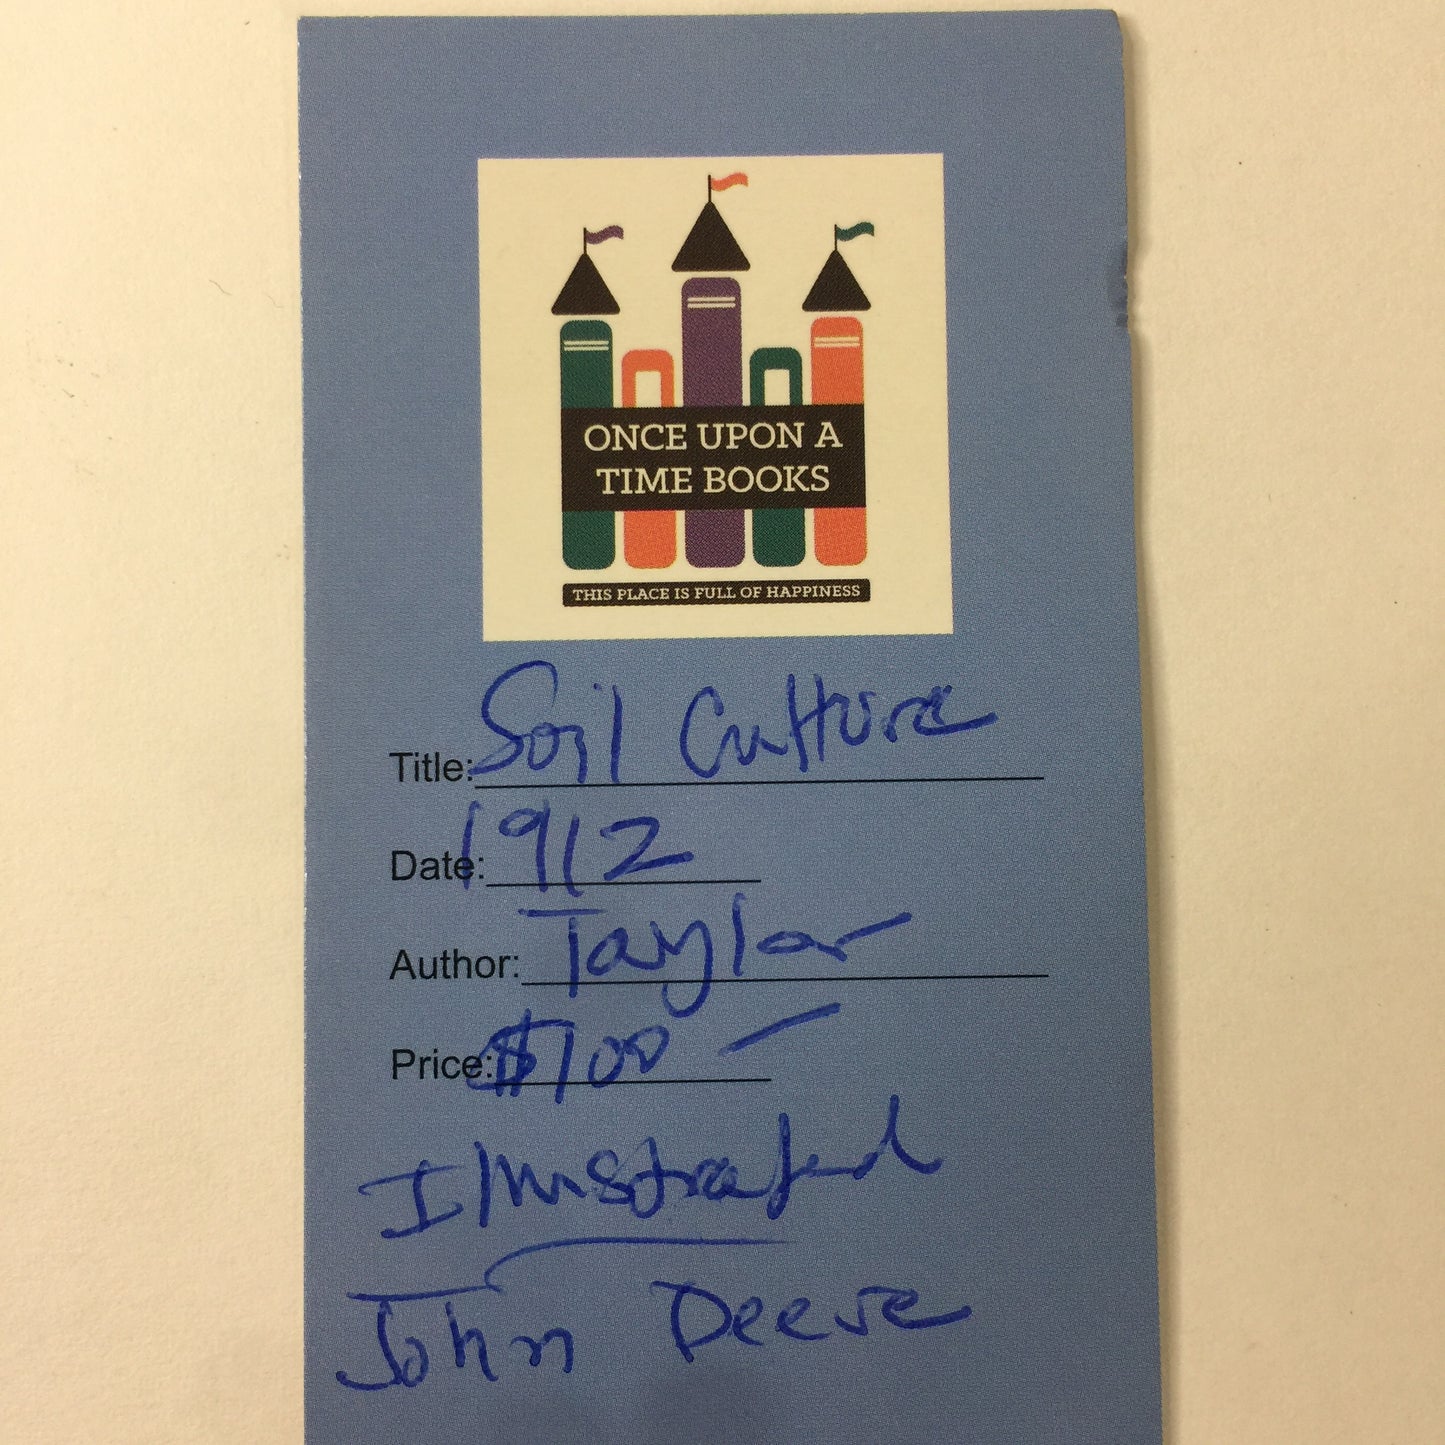 ONCE UPON A
TIME BOOKS
THIS PLACE IS FULL OF HAPPINESS
Title: Soil Culture
Date: 1912
Author: Taylor
Price: $100 —
Illustrated
John Deere